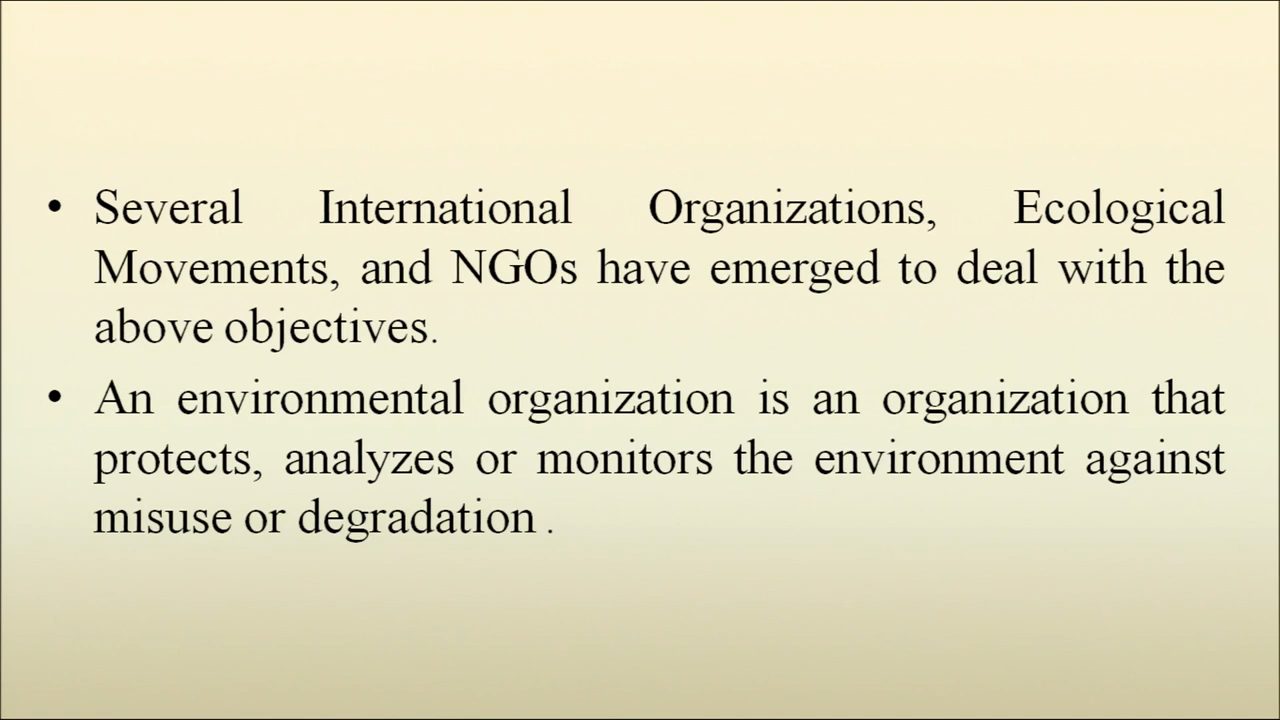 • Several International Organizations, Ecological
Movements, and NGOs have emerged to deal with the
above objectives.
• An environmental organization is an organization that
protects, analyzes or monitors the environment against
misuse or degradation .